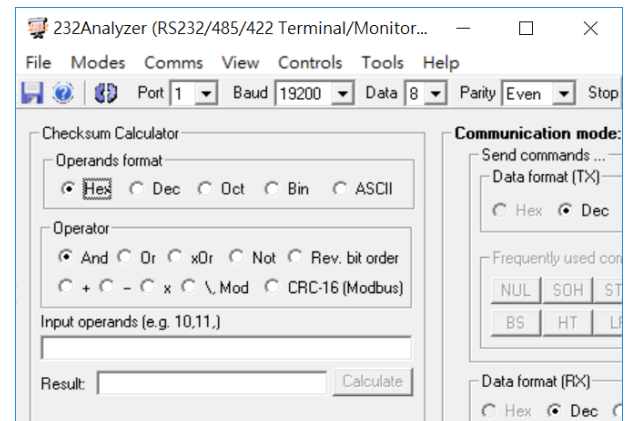 232Analyzer (RS232/485/422 Terminal/Monitor...
File Modes Comms View Controls Tools Help
Port 1 Baud 19200 Data 8 Parity Even Stop
Checksum Calculator
Operands format
Hex Dec Oct Bin ASCII
Operator
And Or xOr Not Rev. bit order
+ - x \, Mod CRC-16 (Modbus)
Input operands (e.g. 10,11,)
Result: Calculate
Communication mode:
Send commands ...
Data format (TX)
Hex Dec
Frequently used con
NUL SOH ST
BS HT LF
Data format (RX)
Hex Dec